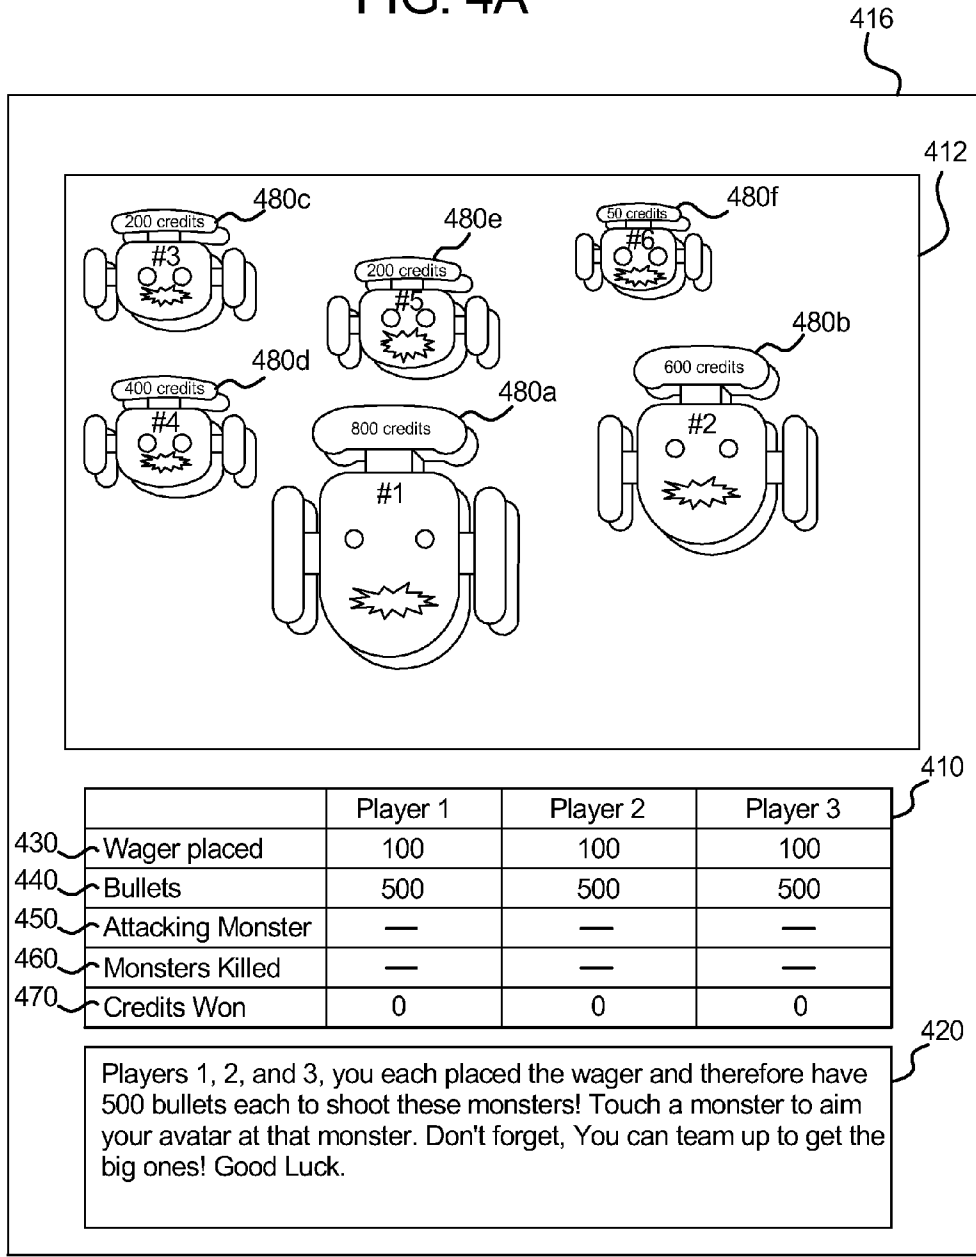 FIG. 4A
416
412
480c
200 credits
#3
480e
200 credits
#5
480f
50 credits
#6
480d
400 credits
#4
480a
800 credits
#1
480b
600 credits
#2
410
Player 1 Player 2 Player 3
430 Wager placed 100 100 100
440 Bullets 500 500 500
450 Attacking Monster — — —
460 Monsters Killed — — —
470 Credits Won 0 0 0
420
Players 1, 2, and 3, you each placed the wager and therefore have
500 bullets each to shoot these monsters! Touch a monster to aim
your avatar at that monster. Don't forget, You can team up to get the
big ones! Good Luck.